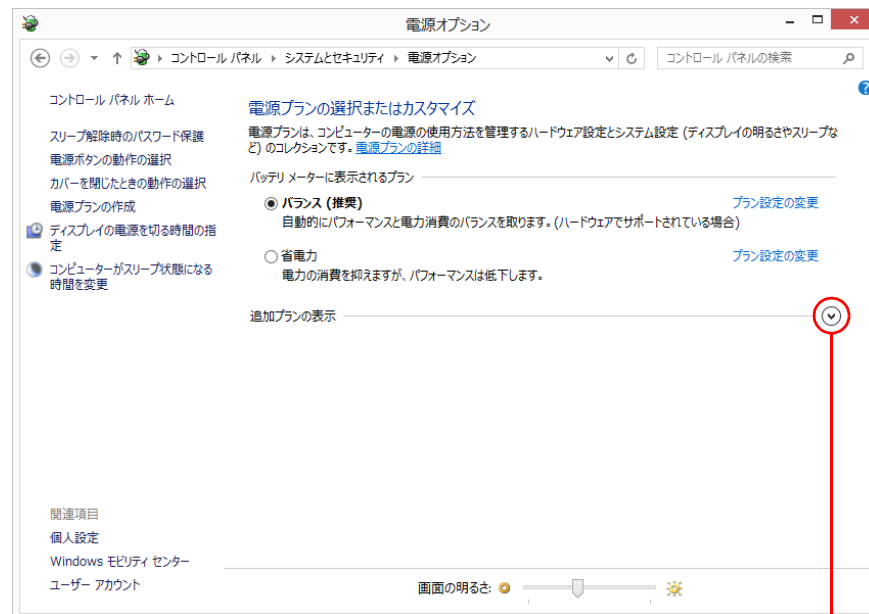 電源オプション
コントロール パネル ▸ システムとセキュリティ ▸ 電源オプション
コントロール パネルの検索
コントロール パネル ホーム
スリープ解除時のパスワード保護
電源ボタンの動作の選択
カバーを閉じたときの動作の選択
電源プランの作成
ディスプレイの電源を切る時間の指
定
コンピューターがスリープ状態になる
時間を変更
電源プランの選択またはカスタマイズ
電源プランは、コンピューターの電源の使用方法を管理するハードウェア設定とシステム設定 (ディスプレイの明るさやスリープな
ど) のコレクションです。電源プランの詳細
バッテリ メーターに表示されるプラン
バランス (推奨) プラン設定の変更
自動的にパフォーマンスと電力消費のバランスを取ります。(ハードウェアでサポートされている場合)
省電力 プラン設定の変更
電力の消費を抑えますが、パフォーマンスは低下します。
追加プランの表示
関連項目
個人設定
Windows モビリティ センター
ユーザー アカウント
画面の明るさ: